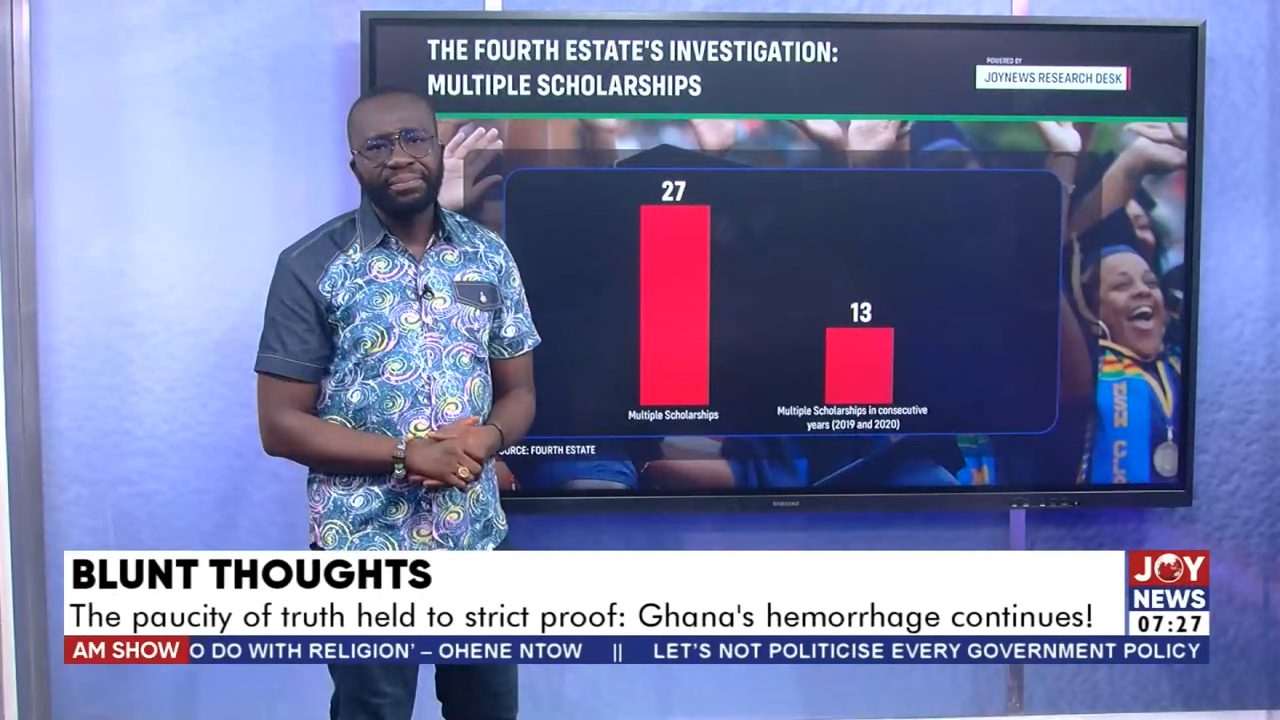 THE FOURTH ESTATE'S INVESTIGATION:
MULTIPLE SCHOLARSHIPS
POWERED BY
JOYNEWS RESEARCH DESK
27
13
Multiple Scholarships
Multiple Scholarships in consecutive
years (2019 and 2020)
URCE: FOURTH ESTATE
SAMSUNG
BLUNT THOUGHTS
The paucity of truth held to strict proof: Ghana's hemorrhage continues!
JOY
NEWS
07:27
AM SHOW
O DO WITH RELIGION' – OHENE NTOW || LET'S NOT POLITICISE EVERY GOVERNMENT POLICY